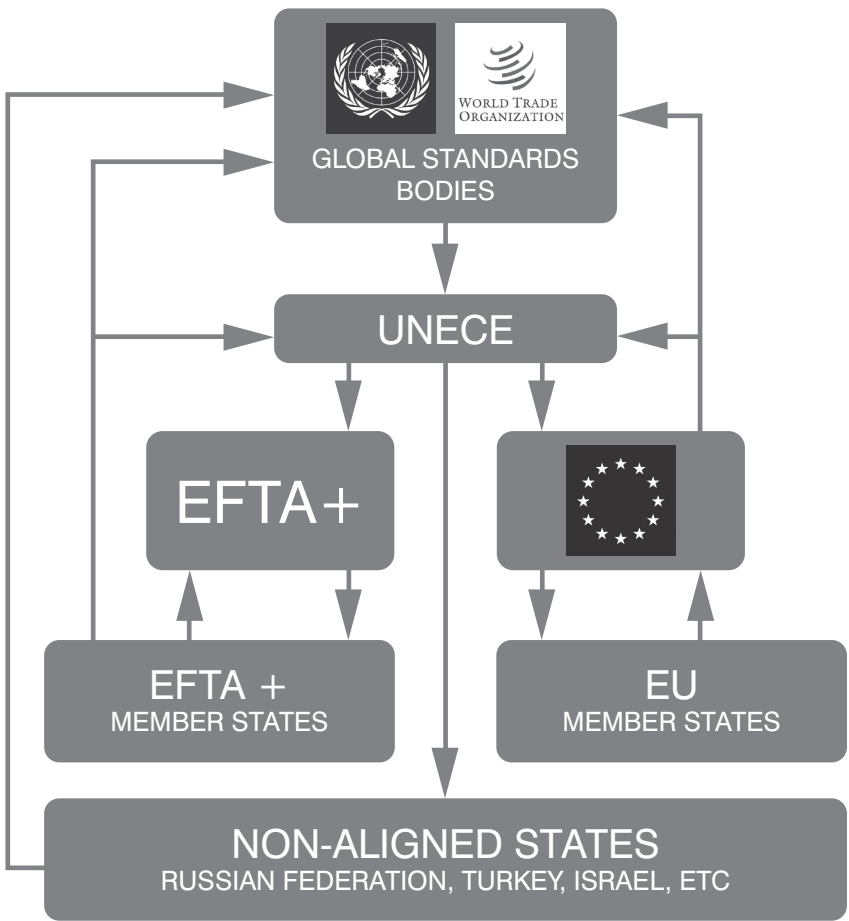 WORLD TRADE
ORGANIZATION
GLOBAL STANDARDS
BODIES
UNECE
EFTA+
EFTA +
MEMBER STATES
EU
MEMBER STATES
NON-ALIGNED STATES
RUSSIAN FEDERATION, TURKEY, ISRAEL, ETC